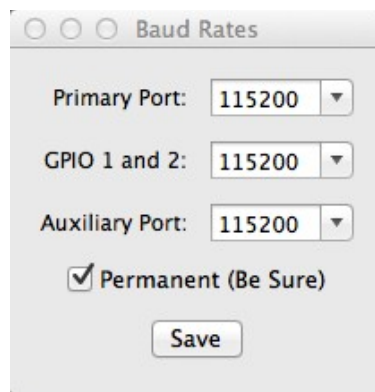 Baud Rates
Primary Port: 115200
GPIO 1 and 2: 115200
Auxiliary Port: 115200
Permanent (Be Sure)
Save